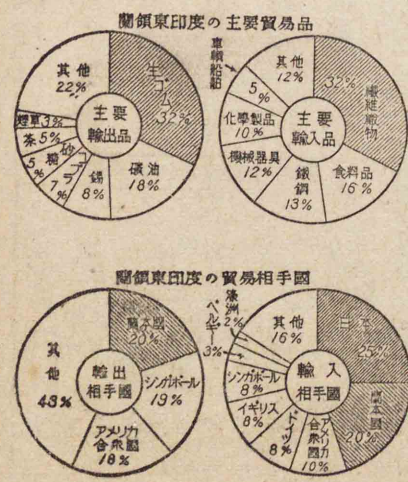 蘭領東印度の主要貿易品
主要
輸出品
生ゴム
32%
礦油
18%
錫
8%
コプラ
7%
砂糖
5%
茶5%
煙草3%
其他
22%
主要
輸入品
32%
纖維織物
食料品
16%
鐵鋼
13%
機械器具
12%
化學製品
10%
車輛船舶
5%
其他
12%
蘭領東印度の貿易相手國
輸出
相手國
蘭本國
20%
シンガポール
19%
アメリカ
合衆國
18%
其他
43%
輸入
相手國
日本
25%
蘭本國
20%
アメリカ
合衆國
10%
ドイツ
8%
イギリス
8%
シンガポール
8%
ベルギー
3%
濠洲
2%
其他
16%